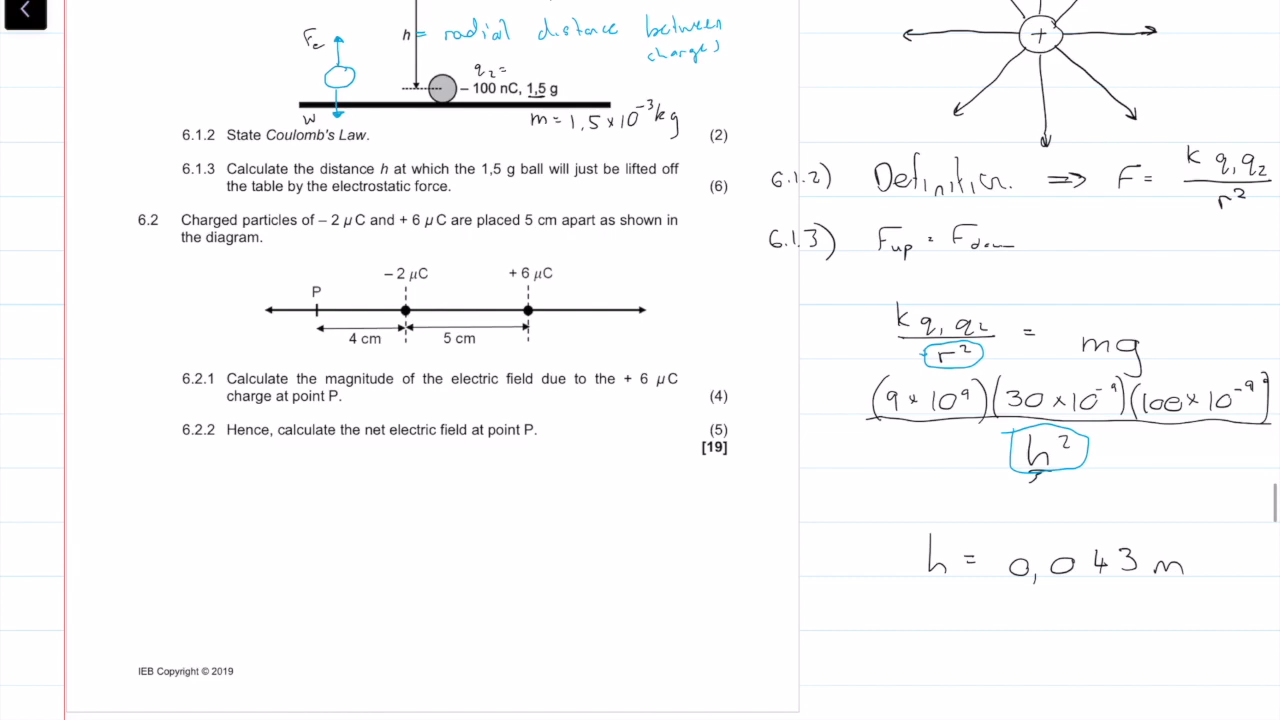 Fe
h = radial distance between
charges
q2 =
– 100 nC, 1,5 g
W
m = 1,5 × 10⁻³ kg
6.1.2 State Coulomb's Law. (2)
6.1.3 Calculate the distance h at which the 1,5 g ball will just be lifted off
the table by the electrostatic force. (6)
6.2 Charged particles of – 2 μC and + 6 μC are placed 5 cm apart as shown in
the diagram.
– 2 μC + 6 μC
P
4 cm 5 cm
6.2.1 Calculate the magnitude of the electric field due to the + 6 μC
charge at point P. (4)
6.2.2 Hence, calculate the net electric field at point P. (5)
[19]
IEB Copyright © 2019
+
6.1.2) Definition. ⇒ F = k q1 q2
r²
6.1.3) Fup = Fdown
k q1 q2 = mg
r²
(9 × 10⁹)(30 × 10⁻⁹)(100 × 10⁻⁹)
h²
h = 0,043 m